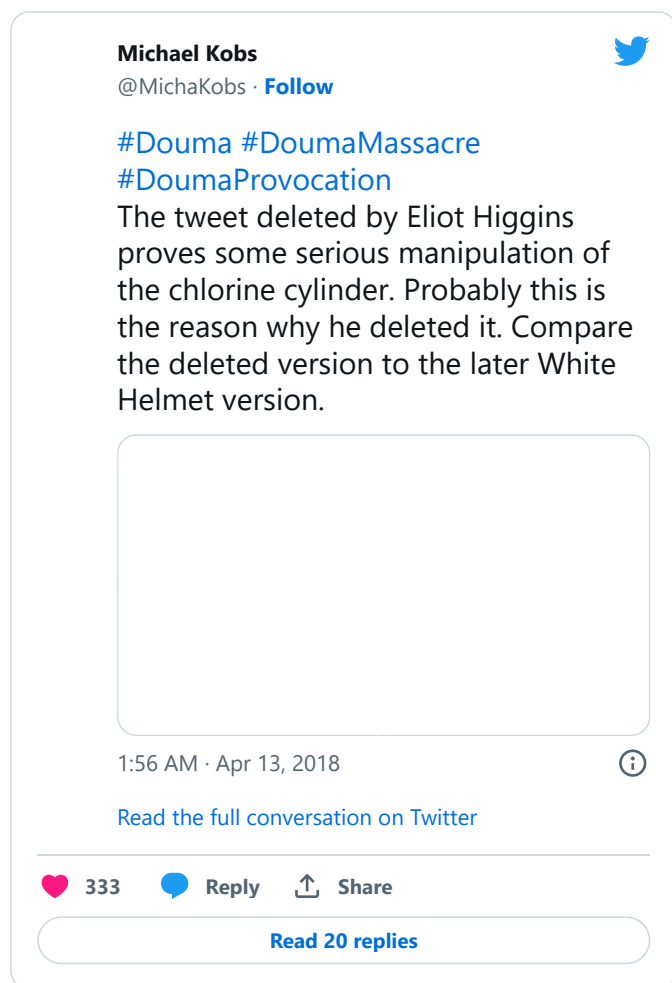 Michael Kobs
@MichaKobs · Follow
#Douma #DoumaMassacre
#DoumaProvocation
The tweet deleted by Eliot Higgins
proves some serious manipulation of
the chlorine cylinder. Probably this is
the reason why he deleted it. Compare
the deleted version to the later White
Helmet version.
1:56 AM · Apr 13, 2018
Read the full conversation on Twitter
333 Reply Share
Read 20 replies